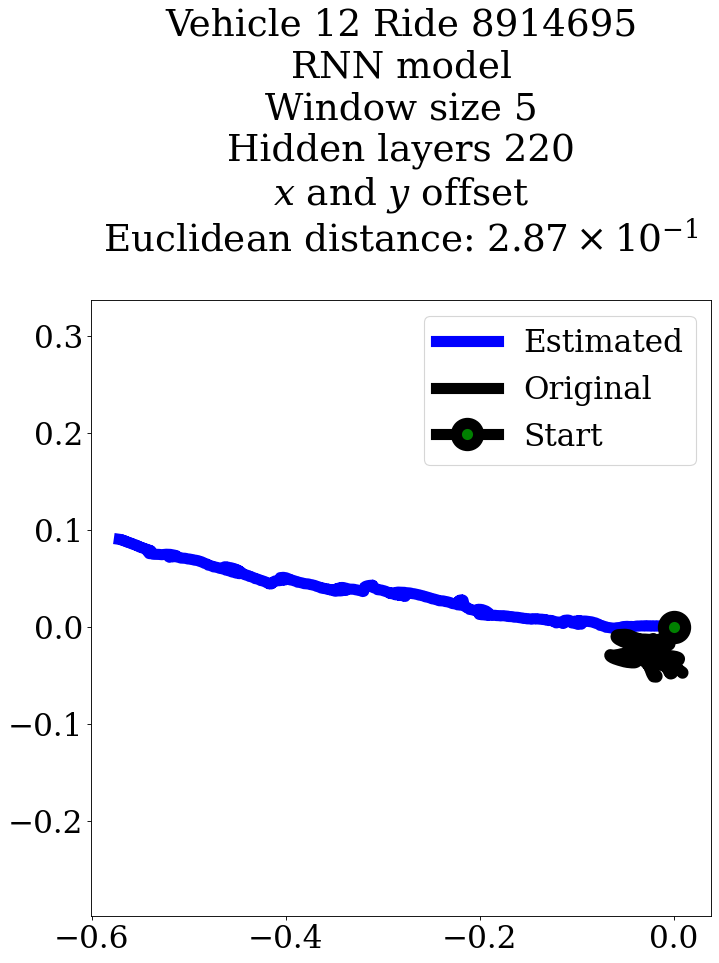 Vehicle 12 Ride 8914695
RNN model
Window size 5
Hidden layers 220
x and y offset
Euclidean distance: 2.87 × 10⁻¹
Estimated
Original
Start
0.3
0.2
0.1
0.0
−0.1
−0.2
−0.6 −0.4 −0.2 0.0